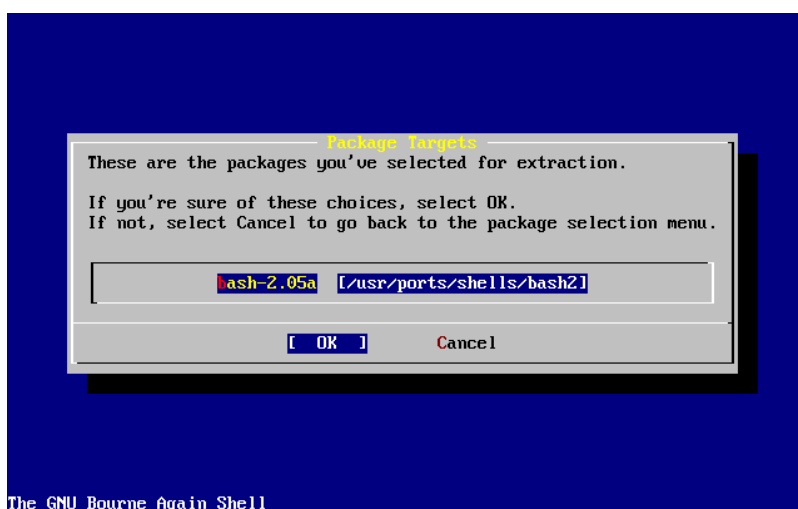 Package Targets
These are the packages you've selected for extraction.
If you're sure of these choices, select OK.
If not, select Cancel to go back to the package selection menu.
bash-2.05a [/usr/ports/shells/bash2]
[ OK ] Cancel
The GNU Bourne Again Shell